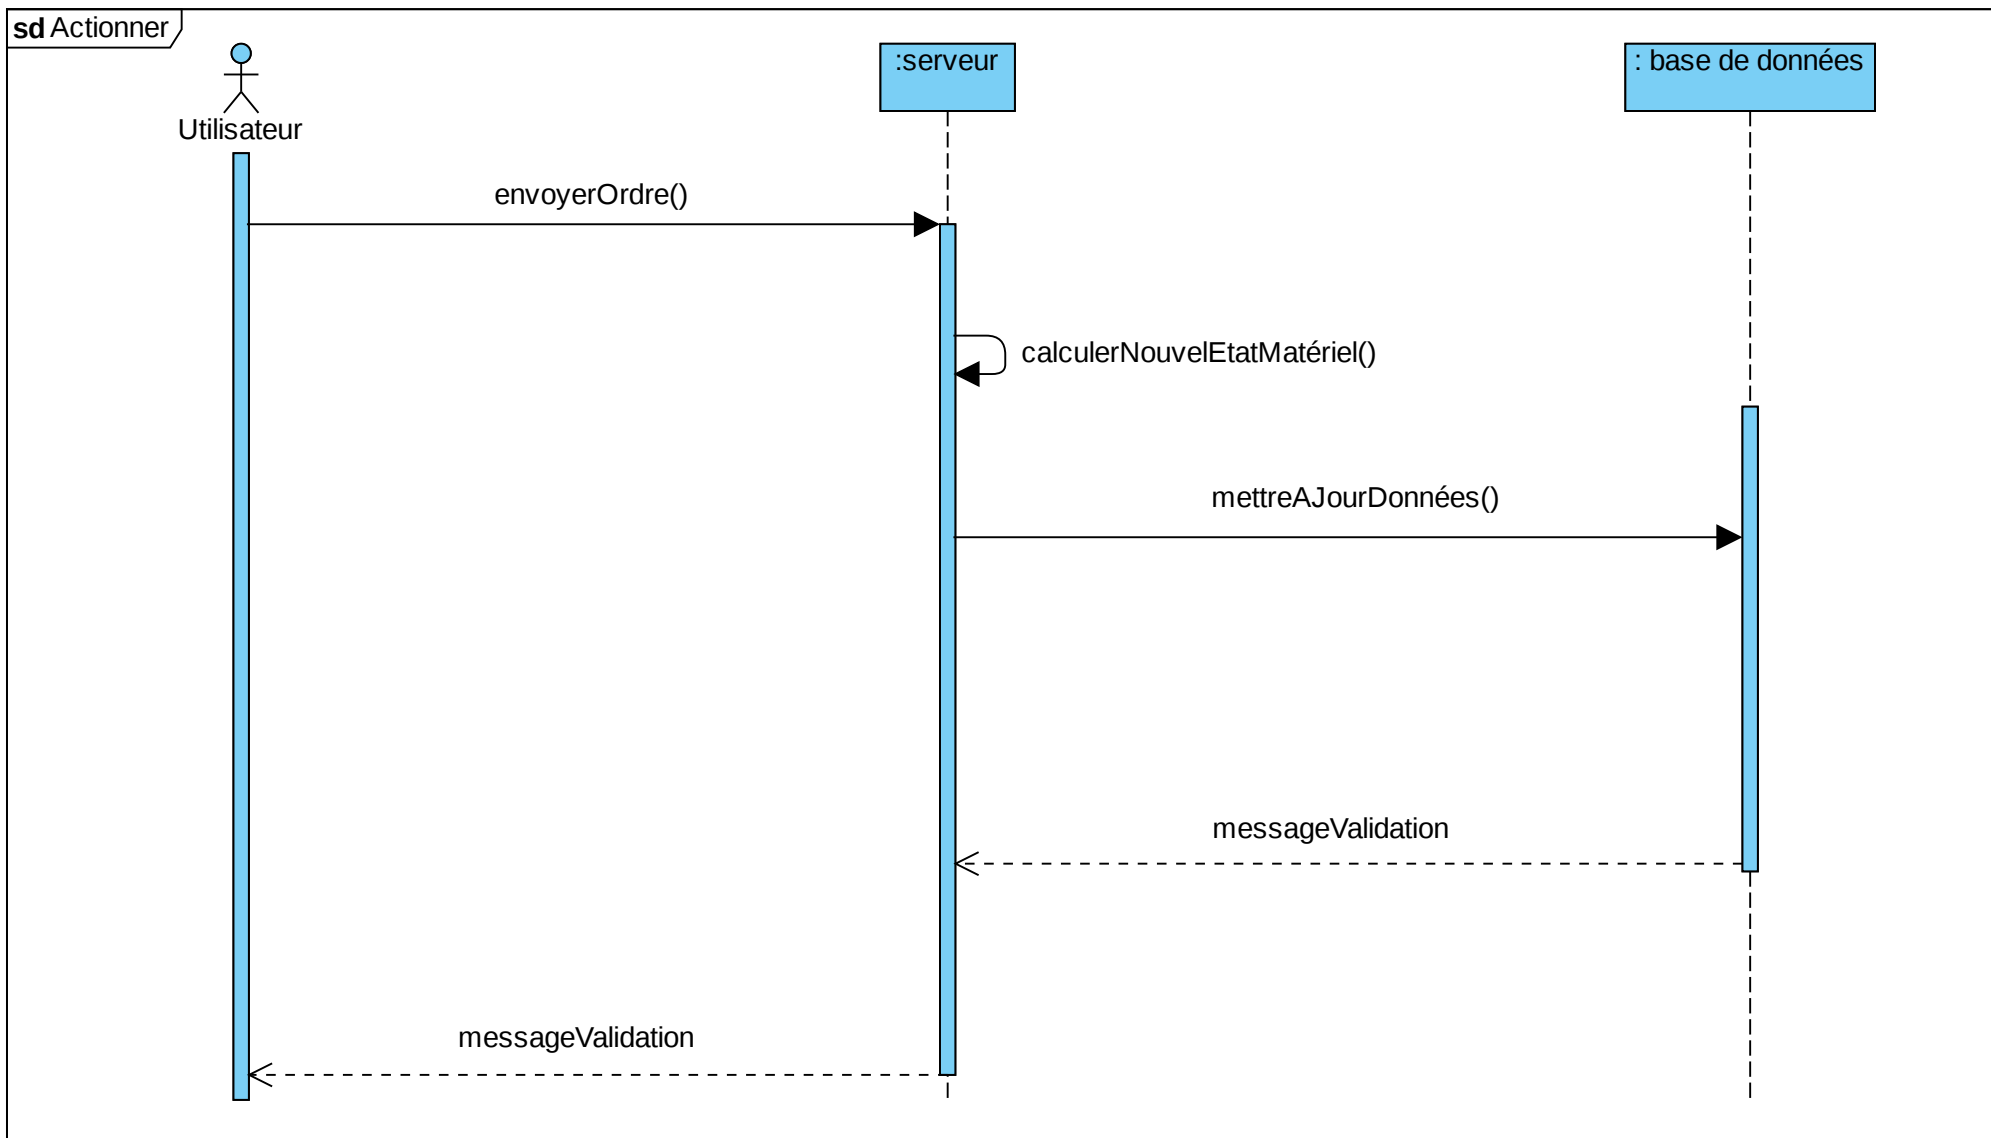 sd Actionner
:serveur
: base de données
Utilisateur
envoyerOrdre()
calculerNouvelEtatMatériel()
mettreAJourDonnées()
messageValidation
messageValidation